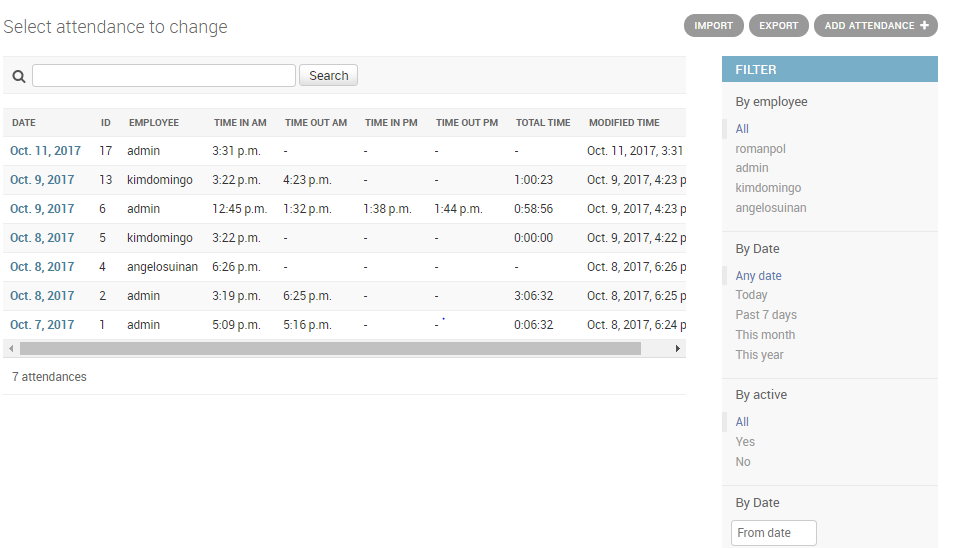 Select attendance to change
IMPORT EXPORT ADD ATTENDANCE +
Search
DATE ID EMPLOYEE TIME IN AM TIME OUT AM TIME IN PM TIME OUT PM TOTAL TIME MODIFIED TIME
Oct. 11, 2017 17 admin 3:31 p.m. - - - - Oct. 11, 2017, 3:31
Oct. 9, 2017 13 kimdomingo 3:22 p.m. 4:23 p.m. - - 1:00:23 Oct. 9, 2017, 4:23 p
Oct. 9, 2017 6 admin 12:45 p.m. 1:32 p.m. 1:38 p.m. 1:44 p.m. 0:58:56 Oct. 9, 2017, 4:23 p
Oct. 8, 2017 5 kimdomingo 3:22 p.m. - - - 0:00:00 Oct. 9, 2017, 4:22 p
Oct. 8, 2017 4 angelosuinan 6:26 p.m. - - - - Oct. 8, 2017, 6:26 p
Oct. 8, 2017 2 admin 3:19 p.m. 6:25 p.m. - - 3:06:32 Oct. 8, 2017, 6:25 p
Oct. 7, 2017 1 admin 5:09 p.m. 5:16 p.m. - - 0:06:32 Oct. 8, 2017, 6:24 p
7 attendances
FILTER
By employee
All
romanpol
admin
kimdomingo
angelosuinan
By Date
Any date
Today
Past 7 days
This month
This year
By active
All
Yes
No
By Date
From date